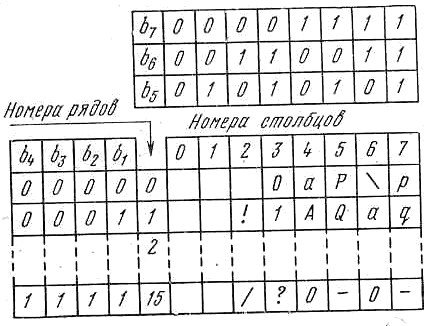 b7 0 0 0 0 1 1 1 1
b6 0 0 1 1 0 0 1 1
b5 0 1 0 1 0 1 0 1
Номера рядов
Номера столбцов
b4 b3 b2 b1 0 1 2 3 4 5 6 7
0 0 0 0 0 0 a P \ p
0 0 0 1 1 ! 1 A Q a q
2
1 1 1 1 15 / ? 0 – 0 –